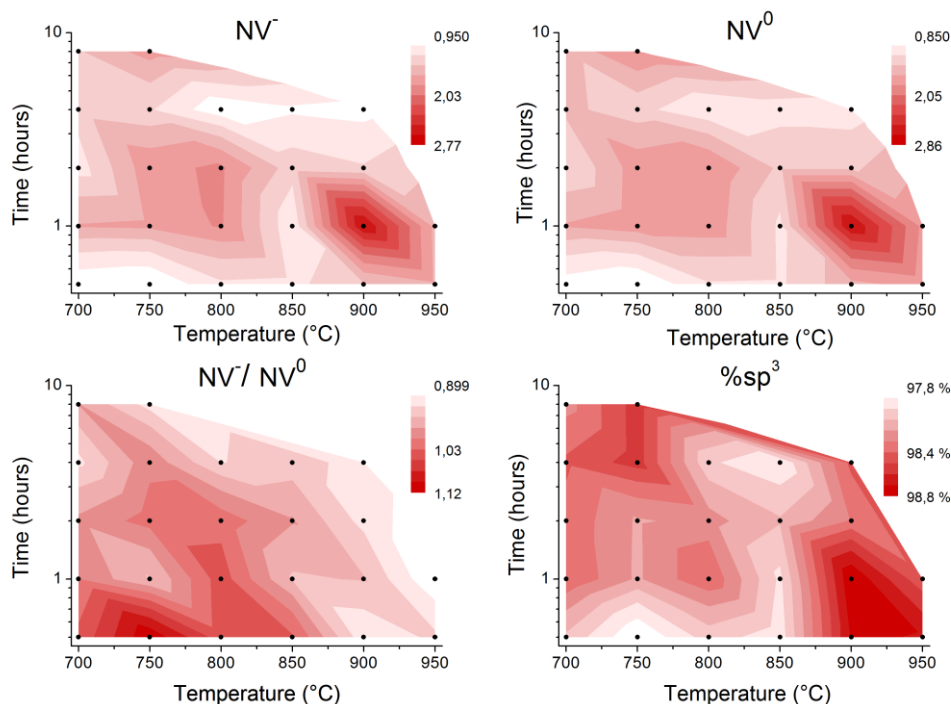 NV⁻
10
0,950
2,03
2,77
Time (hours)
1
700 750 800 850 900 950
Temperature (°C)
NV⁰
10
0,850
2,05
2,86
Time (hours)
1
700 750 800 850 900 950
Temperature (°C)
NV⁻/ NV⁰
10
0,899
1,03
1,12
Time (hours)
1
700 750 800 850 900 950
Temperature (°C)
%sp³
10
97,8 %
98,4 %
98,8 %
Time (hours)
1
700 750 800 850 900 950
Temperature (°C)